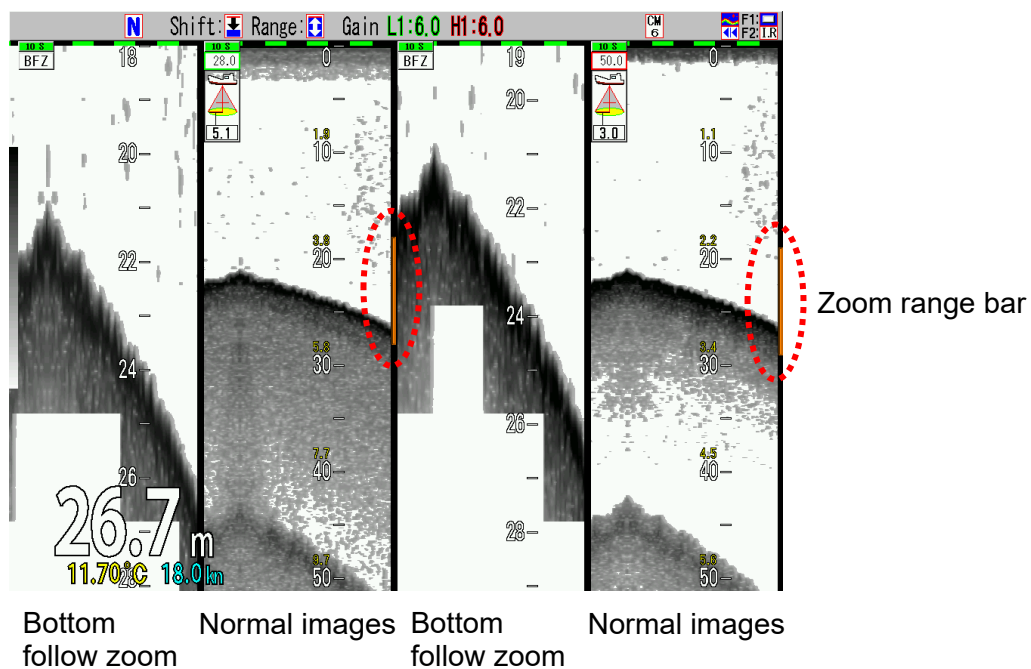 N Shift: Range: Gain L1:6.0 H1:6.0 CM 6 F1: F2: I.R
10 S
BFZ
18
20
22
24
26
28
26.7 m
11.70°C 18.0kn
10 S
28.0
5.1
0
1.9
10
3.9
20
5.8
30
7.7
40
9.7
50
10 S
BFZ
19
20
22
24
26
28
10 S
50.0
3.0
0
1.1
10
2.2
20
3.4
30
4.5
40
5.6
50
Zoom range bar
Bottom
follow zoom
Normal images
Bottom
follow zoom
Normal images